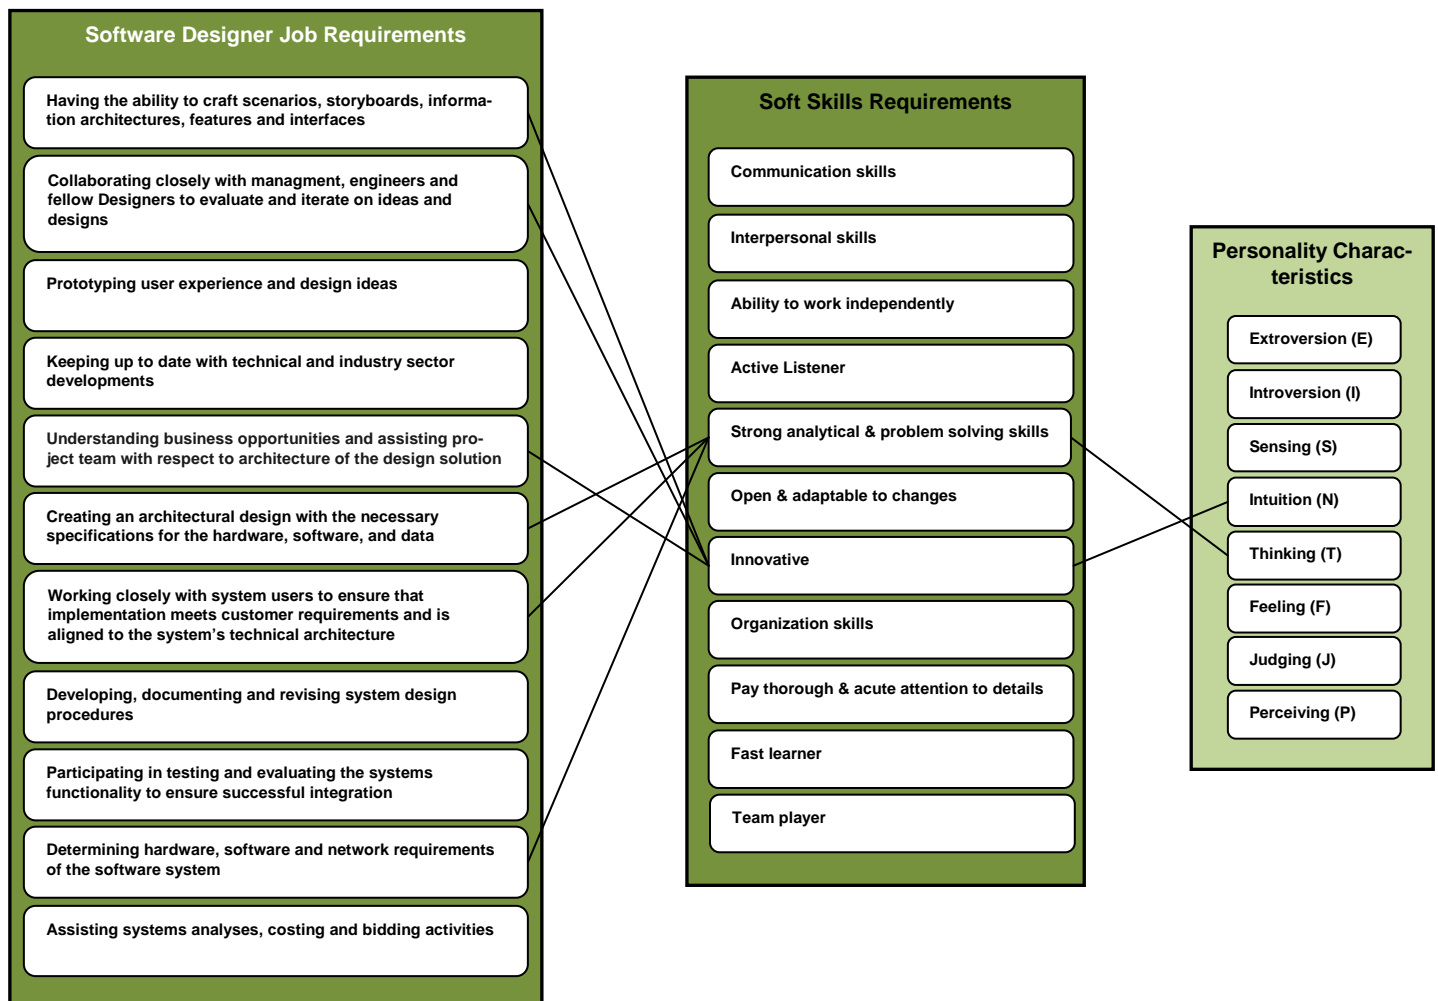 Software Designer Job Requirements
Having the ability to craft scenarios, storyboards, informa-
tion architectures, features and interfaces
Collaborating closely with managment, engineers and
fellow Designers to evaluate and iterate on ideas and
designs
Prototyping user experience and design ideas
Keeping up to date with technical and industry sector
developments
Understanding business opportunities and assisting pro-
ject team with respect to architecture of the design solution
Creating an architectural design with the necessary
specifications for the hardware, software, and data
Working closely with system users to ensure that
implementation meets customer requirements and is
aligned to the system’s technical architecture
Developing, documenting and revising system design
procedures
Participating in testing and evaluating the systems
functionality to ensure successful integration
Determining hardware, software and network requirements
of the software system
Assisting systems analyses, costing and bidding activities
Soft Skills Requirements
Communication skills
Interpersonal skills
Ability to work independently
Active Listener
Strong analytical & problem solving skills
Open & adaptable to changes
Innovative
Organization skills
Pay thorough & acute attention to details
Fast learner
Team player
Personality Charac-
teristics
Extroversion (E)
Introversion (I)
Sensing (S)
Intuition (N)
Thinking (T)
Feeling (F)
Judging (J)
Perceiving (P)